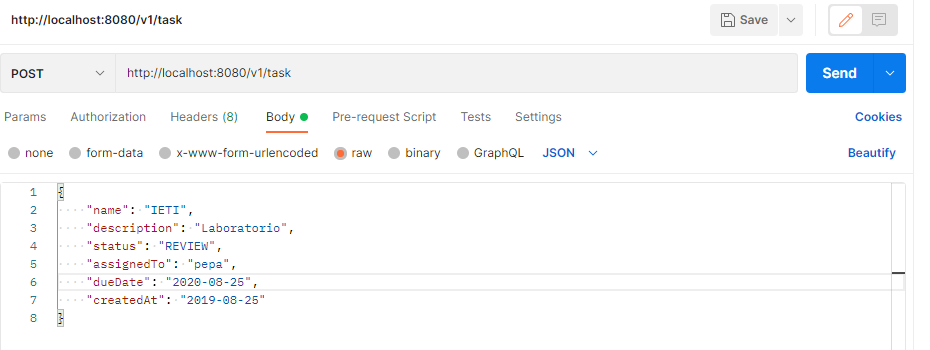 http://localhost:8080/v1/task
Save
POST
http://localhost:8080/v1/task
Send
Params Authorization Headers (8) Body Pre-request Script Tests Settings Cookies
none form-data x-www-form-urlencoded raw binary GraphQL JSON Beautify
1 {
2 "name": "IETI",
3 "description": "Laboratorio",
4 "status": "REVIEW",
5 "assignedTo": "pepa",
6 "dueDate": "2020-08-25",
7 "createdAt": "2019-08-25"
8 }